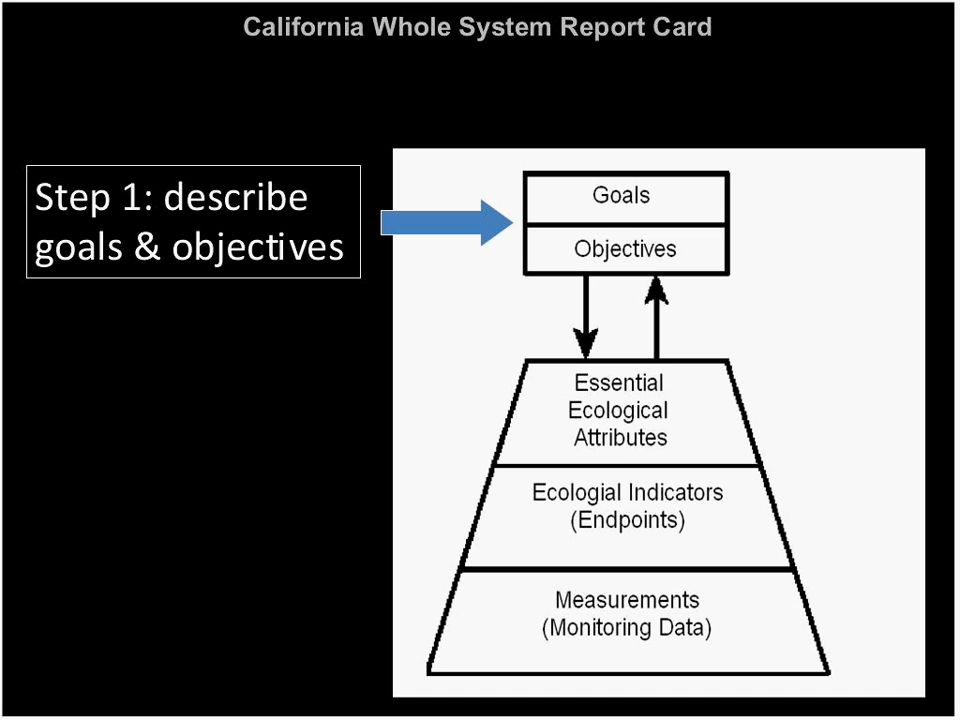 California Whole System Report Card
Step 1: describe
goals & objectives
Goals
Objectives
Essential
Ecological
Attributes
Ecologial Indicators
(Endpoints)
Measurements
(Monitoring Data)